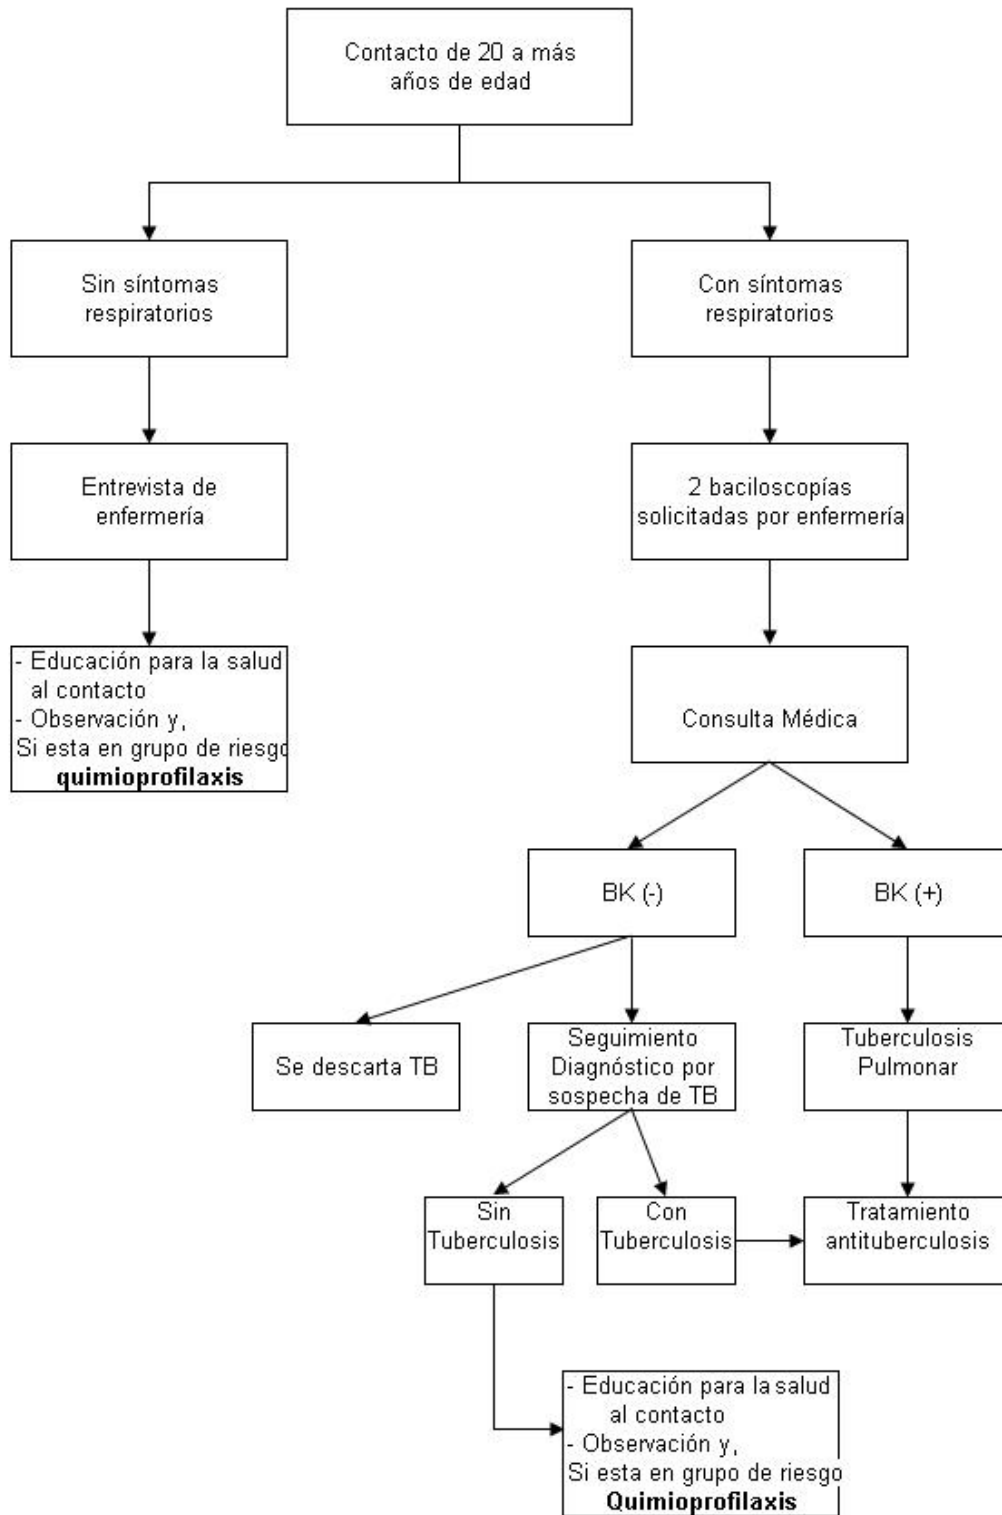 Contacto de 20 a más
años de edad
Sin síntomas
respiratorios
Con síntomas
respiratorios
Entrevista de
enfermería
2 baciloscopías
solicitadas por enfermería
- Educación para la salud
al contacto
- Observación y,
Si esta en grupo de riesgo
quimioprofilaxis
Consulta Médica
BK (-)
BK (+)
Se descarta TB
Seguimiento
Diagnóstico por
sospecha de TB
Tuberculosis
Pulmonar
Sin
Tuberculosis
Con
Tuberculosis
Tratamiento
antituberculosis
- Educación para la salud
al contacto
- Observación y,
Si esta en grupo de riesgo
Quimioprofilaxis